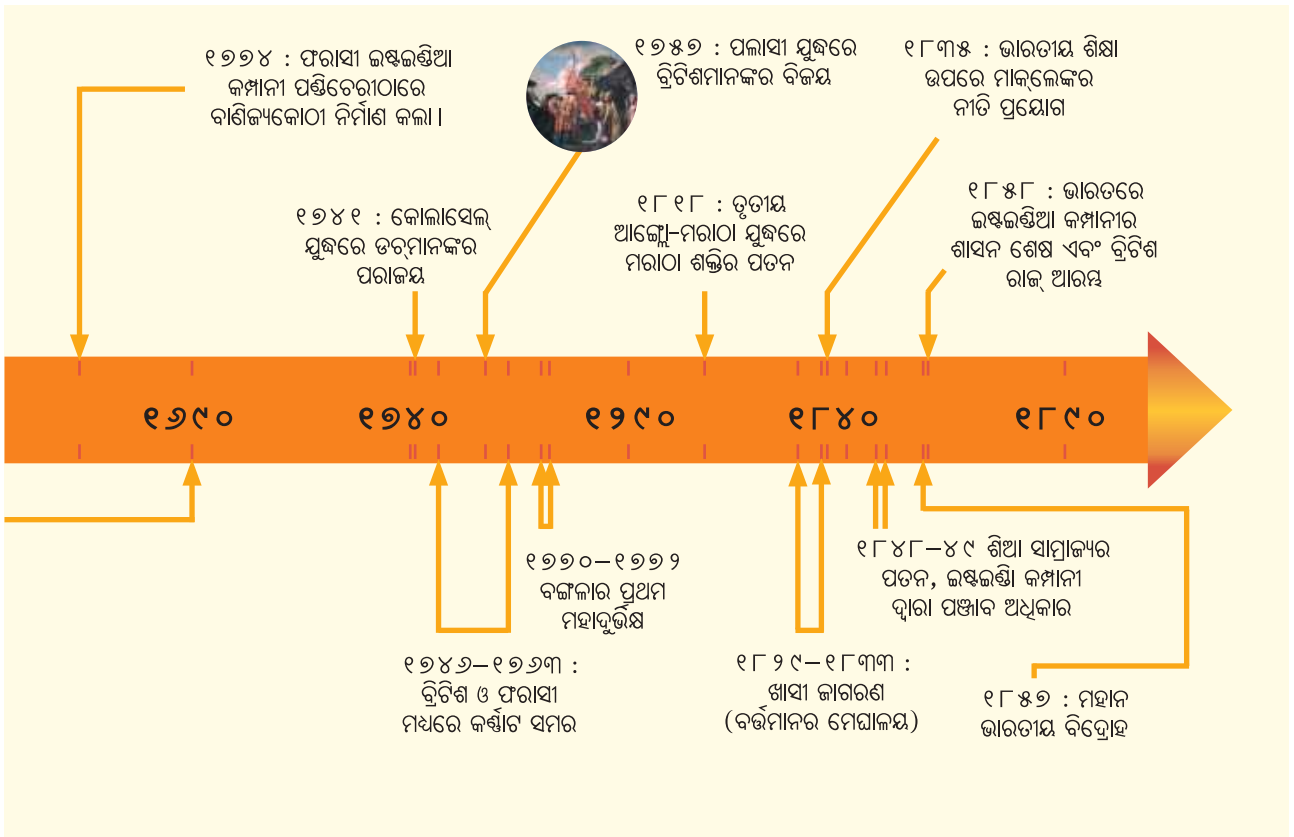 ୧୭୭୪ : ଫରାସୀ ଇଷ୍ଟଇଣ୍ଡିଆ
କମ୍ପାନୀ ପଣ୍ଡିଚେରୀଠାରେ
ବାଣିଜ୍ୟକୋଠୀ ନିର୍ମାଣ କଲା।
୧୭୫୭ : ପଲାସୀ ଯୁଦ୍ଧରେ
ବ୍ରିଟିଶମାନଙ୍କର ବିଜୟ
୧୮୩୫ : ଭାରତୀୟ ଶିକ୍ଷା
ଉପରେ ମାକ୍‌ଲେଙ୍କର
ନୀତି ପ୍ରୟୋଗ
୧୭୪୧ : କୋଲାସେଲ୍
ଯୁଦ୍ଧରେ ଡଚ୍‌ମାନଙ୍କର
ପରାଜୟ
୧୮୧୮ : ତୃତୀୟ
ଆଙ୍ଗ୍ଲୋ-ମରାଠା ଯୁଦ୍ଧରେ
ମରାଠା ଶକ୍ତିର ପତନ
୧୮୫୮ : ଭାରତରେ
ଇଷ୍ଟଇଣ୍ଡିଆ କମ୍ପାନୀର
ଶାସନ ଶେଷ ଏବଂ ବ୍ରିଟିଶ
ରାଜ୍ ଆରମ୍ଭ
୧୬୯୦ ୧୭୪୦ ୧୨୯୦ ୧୮୪୦ ୧୮୯୦
୧୭୭୦–୧୭୭୨
ବଙ୍ଗଳାର ପ୍ରଥମ
ମହାଦୁର୍ଭିକ୍ଷ
୧୮୪୮–୪୯ ଶିଆ ସାମ୍ରାଜ୍ୟର
ପତନ, ଇଷ୍ଟଇଣ୍ଡିା କମ୍ପାନୀ
ଦ୍ୱାରା ପଞ୍ଜାବ ଅଧିକାର
୧୭୪୬–୧୭୬୩ :
ବ୍ରିଟିଶ ଓ ଫରାସୀ
ମଧ୍ୟରେ କର୍ଣ୍ଣାଟ ସମର
୧୮୨୯–୧୮୩୩ :
ଖାସୀ ଜାଗରଣ
(ବର୍ତ୍ତମାନର ମେଘାଳୟ)
୧୮୫୭ : ମହାନ
ଭାରତୀୟ ବିଦ୍ରୋହ